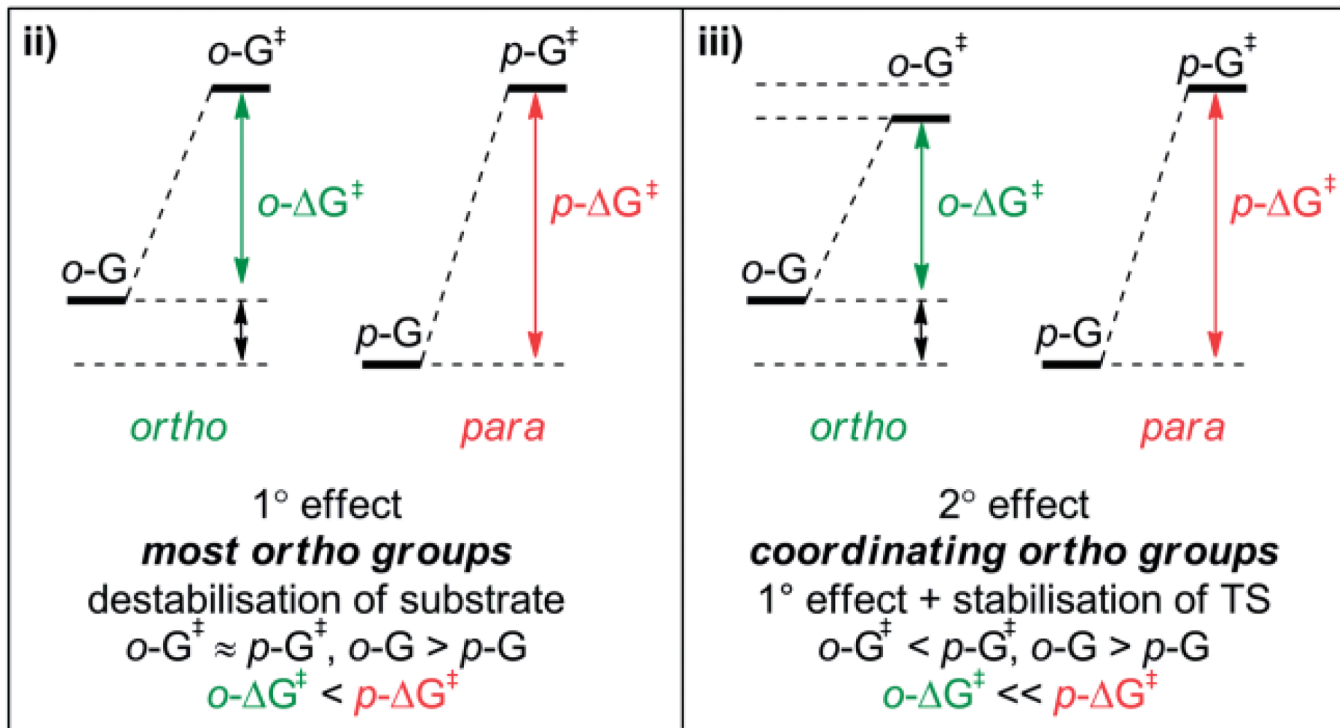 ii)
o-G‡
p-G‡
o-ΔG‡
p-ΔG‡
o-G
p-G
ortho
para
1° effect
most ortho groups
destabilisation of substrate
o-G‡ ≈ p-G‡, o-G > p-G
o-ΔG‡ < p-ΔG‡
iii)
o-G‡
p-G‡
o-ΔG‡
p-ΔG‡
o-G
p-G
ortho
para
2° effect
coordinating ortho groups
1° effect + stabilisation of TS
o-G‡ < p-G‡, o-G > p-G
o-ΔG‡ << p-ΔG‡